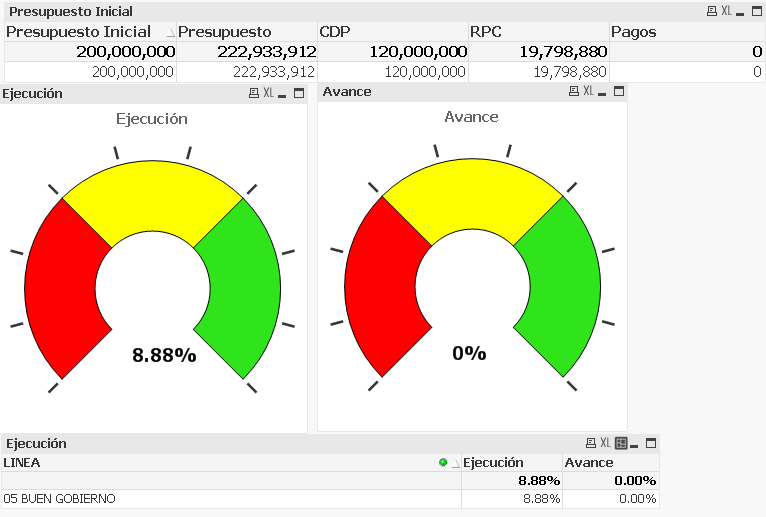 Presupuesto Inicial XL
Presupuesto Inicial Presupuesto CDP RPC Pagos
200,000,000 222,933,912 120,000,000 19,798,880 0
200,000,000 222,933,912 120,000,000 19,798,880 0
Ejecución XL
Avance XL
Ejecución
Avance
8.88%
0%
Ejecución XL
LINEA Ejecución Avance
8.88% 0.00%
05 BUEN GOBIERNO 8.88% 0.00%